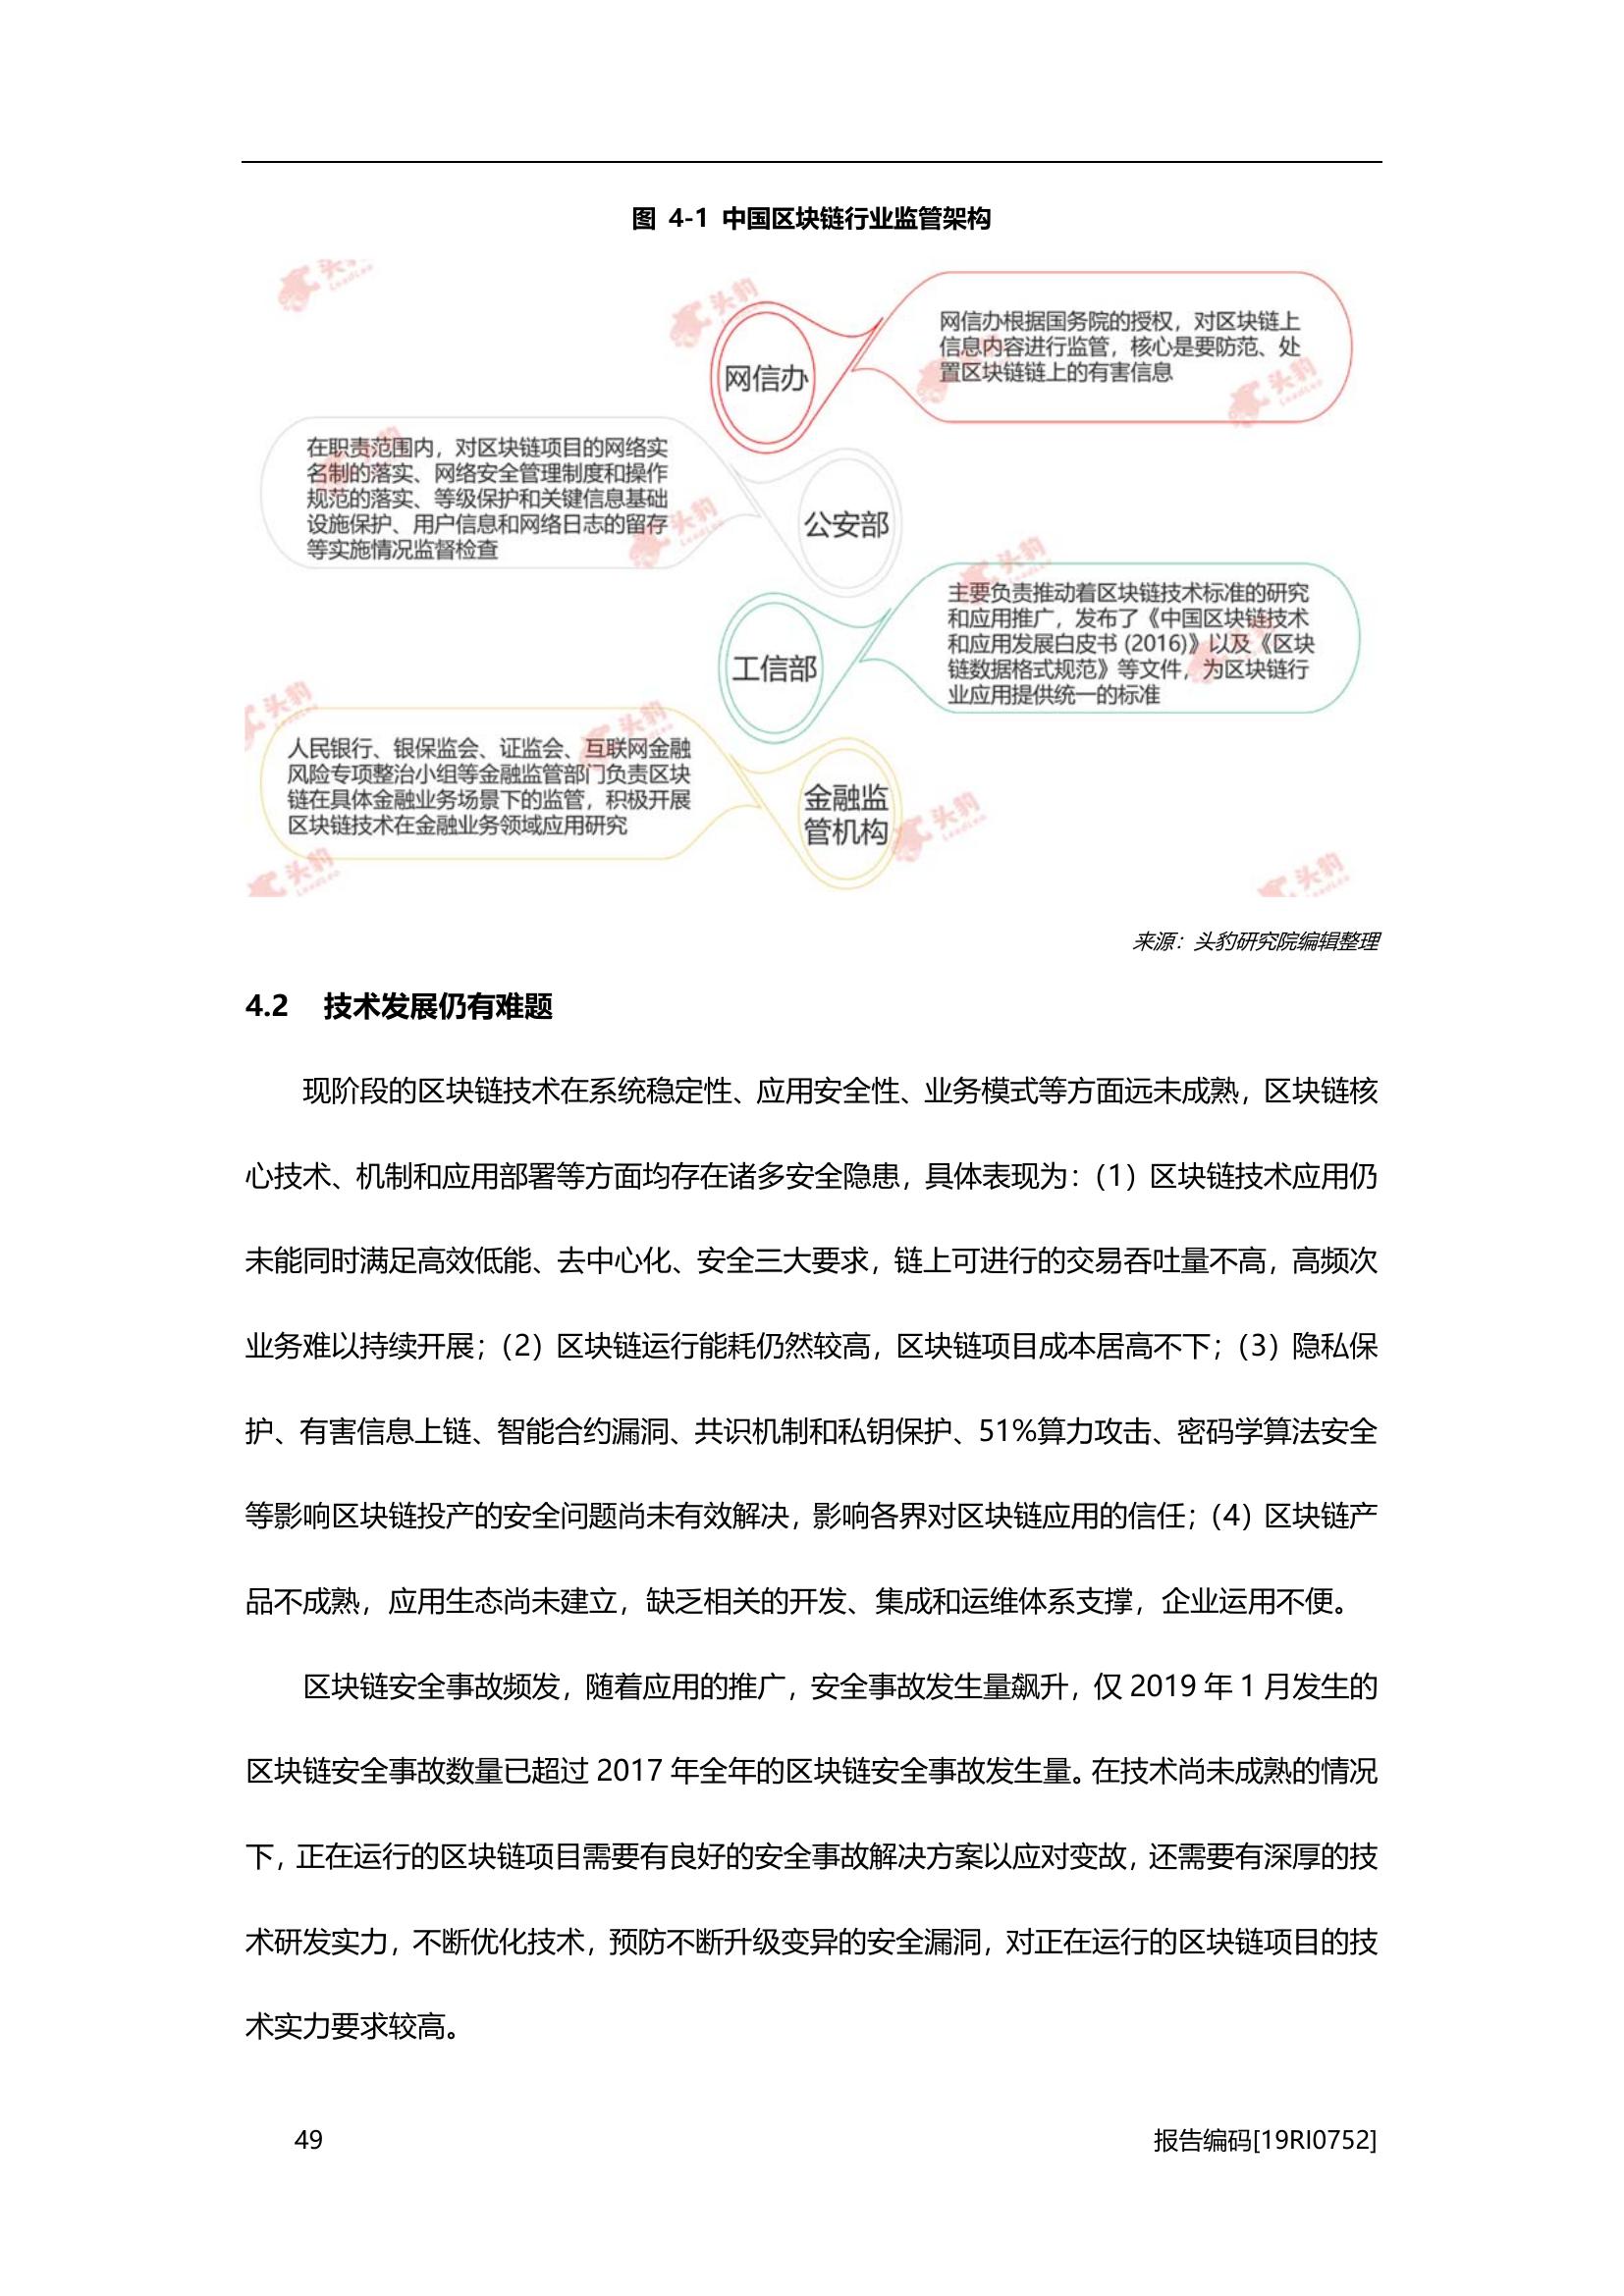 图 4-1 中国区块链行业监管架构
网信办
网信办根据国务院的授权，对区块链上
信息内容进行监管，核心是要防范、处
置区块链链上的有害信息
在职责范围内，对区块链项目的网络实
名制的落实、网络安全管理制度和操作
规范的落实、等级保护和关键信息基础
设施保护、用户信息和网络日志的留存
等实施情况监督检查
公安部
工信部
主要负责推动着区块链技术标准的研究
和应用推广，发布了《中国区块链技术
和应用发展白皮书 (2016)》以及《区块
链数据格式规范》等文件，为区块链行
业应用提供统一的标准
人民银行、银保监会、证监会、互联网金融
风险专项整治小组等金融监管部门负责区块
链在具体金融业务场景下的监管，积极开展
区块链技术在金融业务领域应用研究
金融监
管机构
头豹
LeadLeo
来源：头豹研究院编辑整理
4.2 技术发展仍有难题
现阶段的区块链技术在系统稳定性、应用安全性、业务模式等方面远未成熟，区块链核
心技术、机制和应用部署等方面均存在诸多安全隐患，具体表现为：（1）区块链技术应用仍
未能同时满足高效低能、去中心化、安全三大要求，链上可进行的交易吞吐量不高，高频次
业务难以持续开展；（2）区块链运行能耗仍然较高，区块链项目成本居高不下；（3）隐私保
护、有害信息上链、智能合约漏洞、共识机制和私钥保护、51%算力攻击、密码学算法安全
等影响区块链投产的安全问题尚未有效解决，影响各界对区块链应用的信任；（4）区块链产
品不成熟，应用生态尚未建立，缺乏相关的开发、集成和运维体系支撑，企业运用不便。
区块链安全事故频发，随着应用的推广，安全事故发生量飙升，仅 2019 年 1 月发生的
区块链安全事故数量已超过 2017 年全年的区块链安全事故发生量。在技术尚未成熟的情况
下，正在运行的区块链项目需要有良好的安全事故解决方案以应对变故，还需要有深厚的技
术研发实力，不断优化技术，预防不断升级变异的安全漏洞，对正在运行的区块链项目的技
术实力要求较高。
49
报告编码[19RI0752]